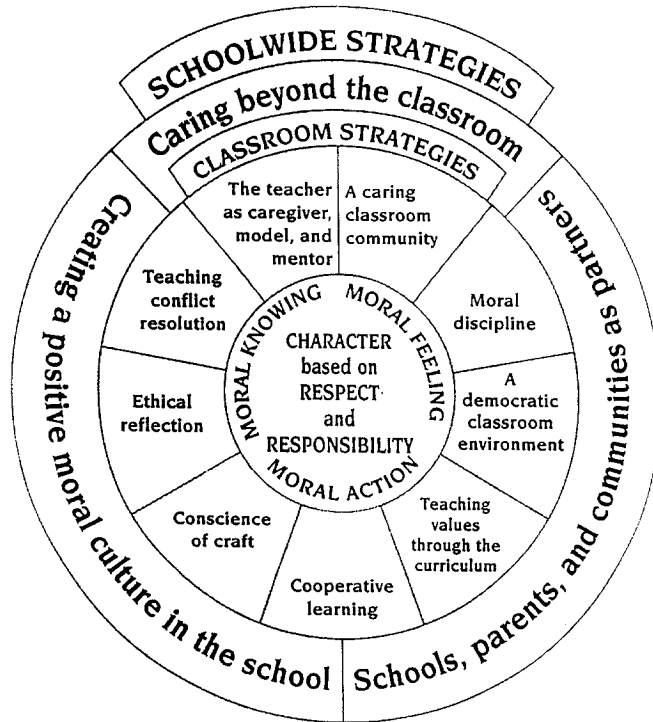 SCHOOLWIDE STRATEGIES
Caring beyond the classroom
CLASSROOM STRATEGIES
The teacher
as caregiver,
model, and
mentor
A caring
classroom
community
Moral
discipline
A
democratic
classroom
environment
Teaching
values
through the
curriculum
Cooperative
learning
Conscience
of craft
Ethical
reflection
Teaching
conflict
resolution
MORAL KNOWING
MORAL FEELING
MORAL ACTION
CHARACTER
based on
RESPECT
and
RESPONSIBILITY
Creating a positive moral culture in the school
Schools, parents, and communities as partners